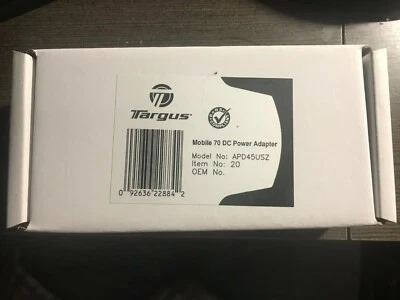 Targus
Mobile 70 DC Power Adapter
Model No: APD45USZ
Item No: 20
OEM No.
0 92636 22884 2